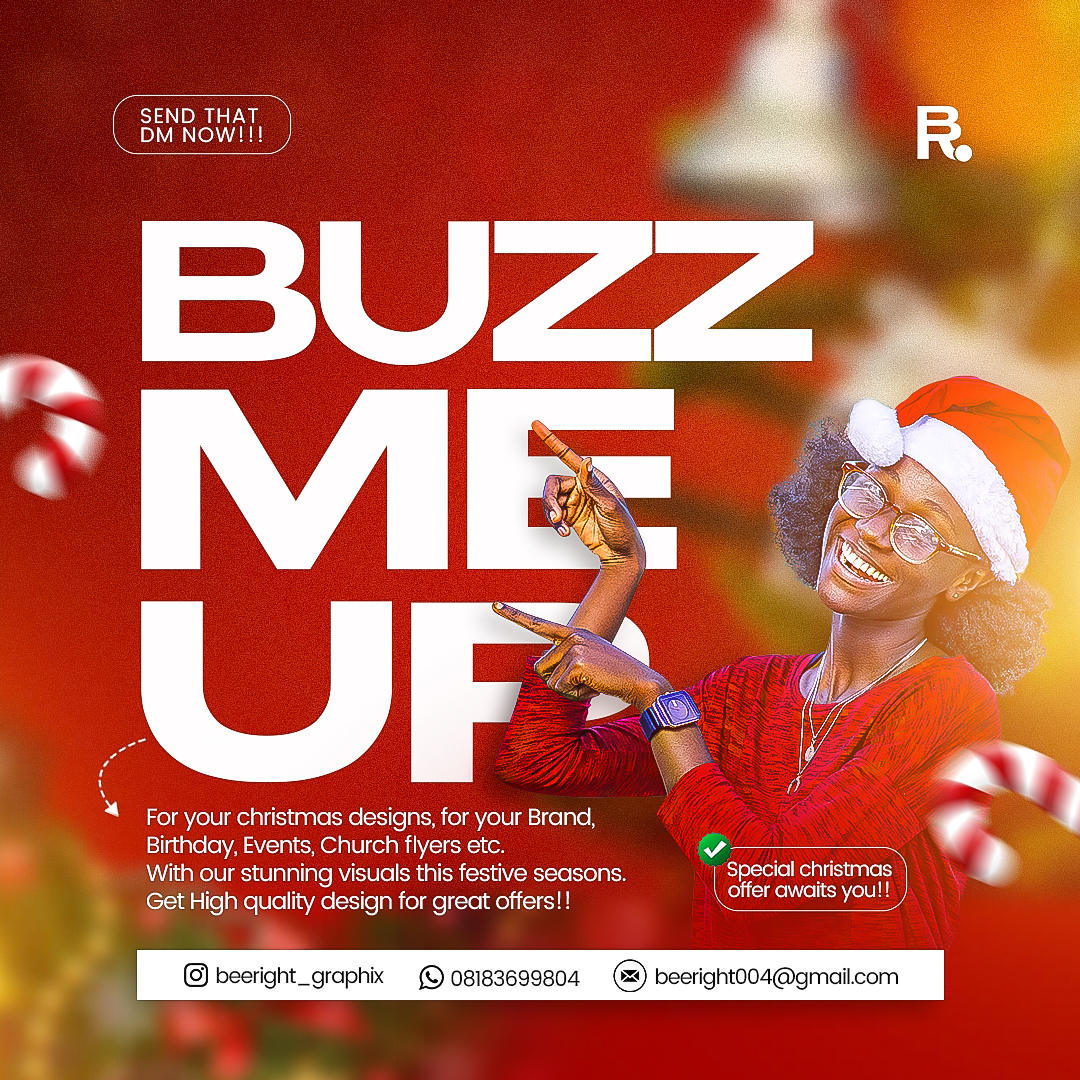 SEND THAT
DM NOW!!!
BR.
BUZZ
ME
UP
For your christmas designs, for your Brand,
Birthday, Events, Church flyers etc.
With our stunning visuals this festive seasons.
Get High quality design for great offers!!
Special christmas
offer awaits you!!
beeright_graphix
08183699804
beeright004@gmail.com